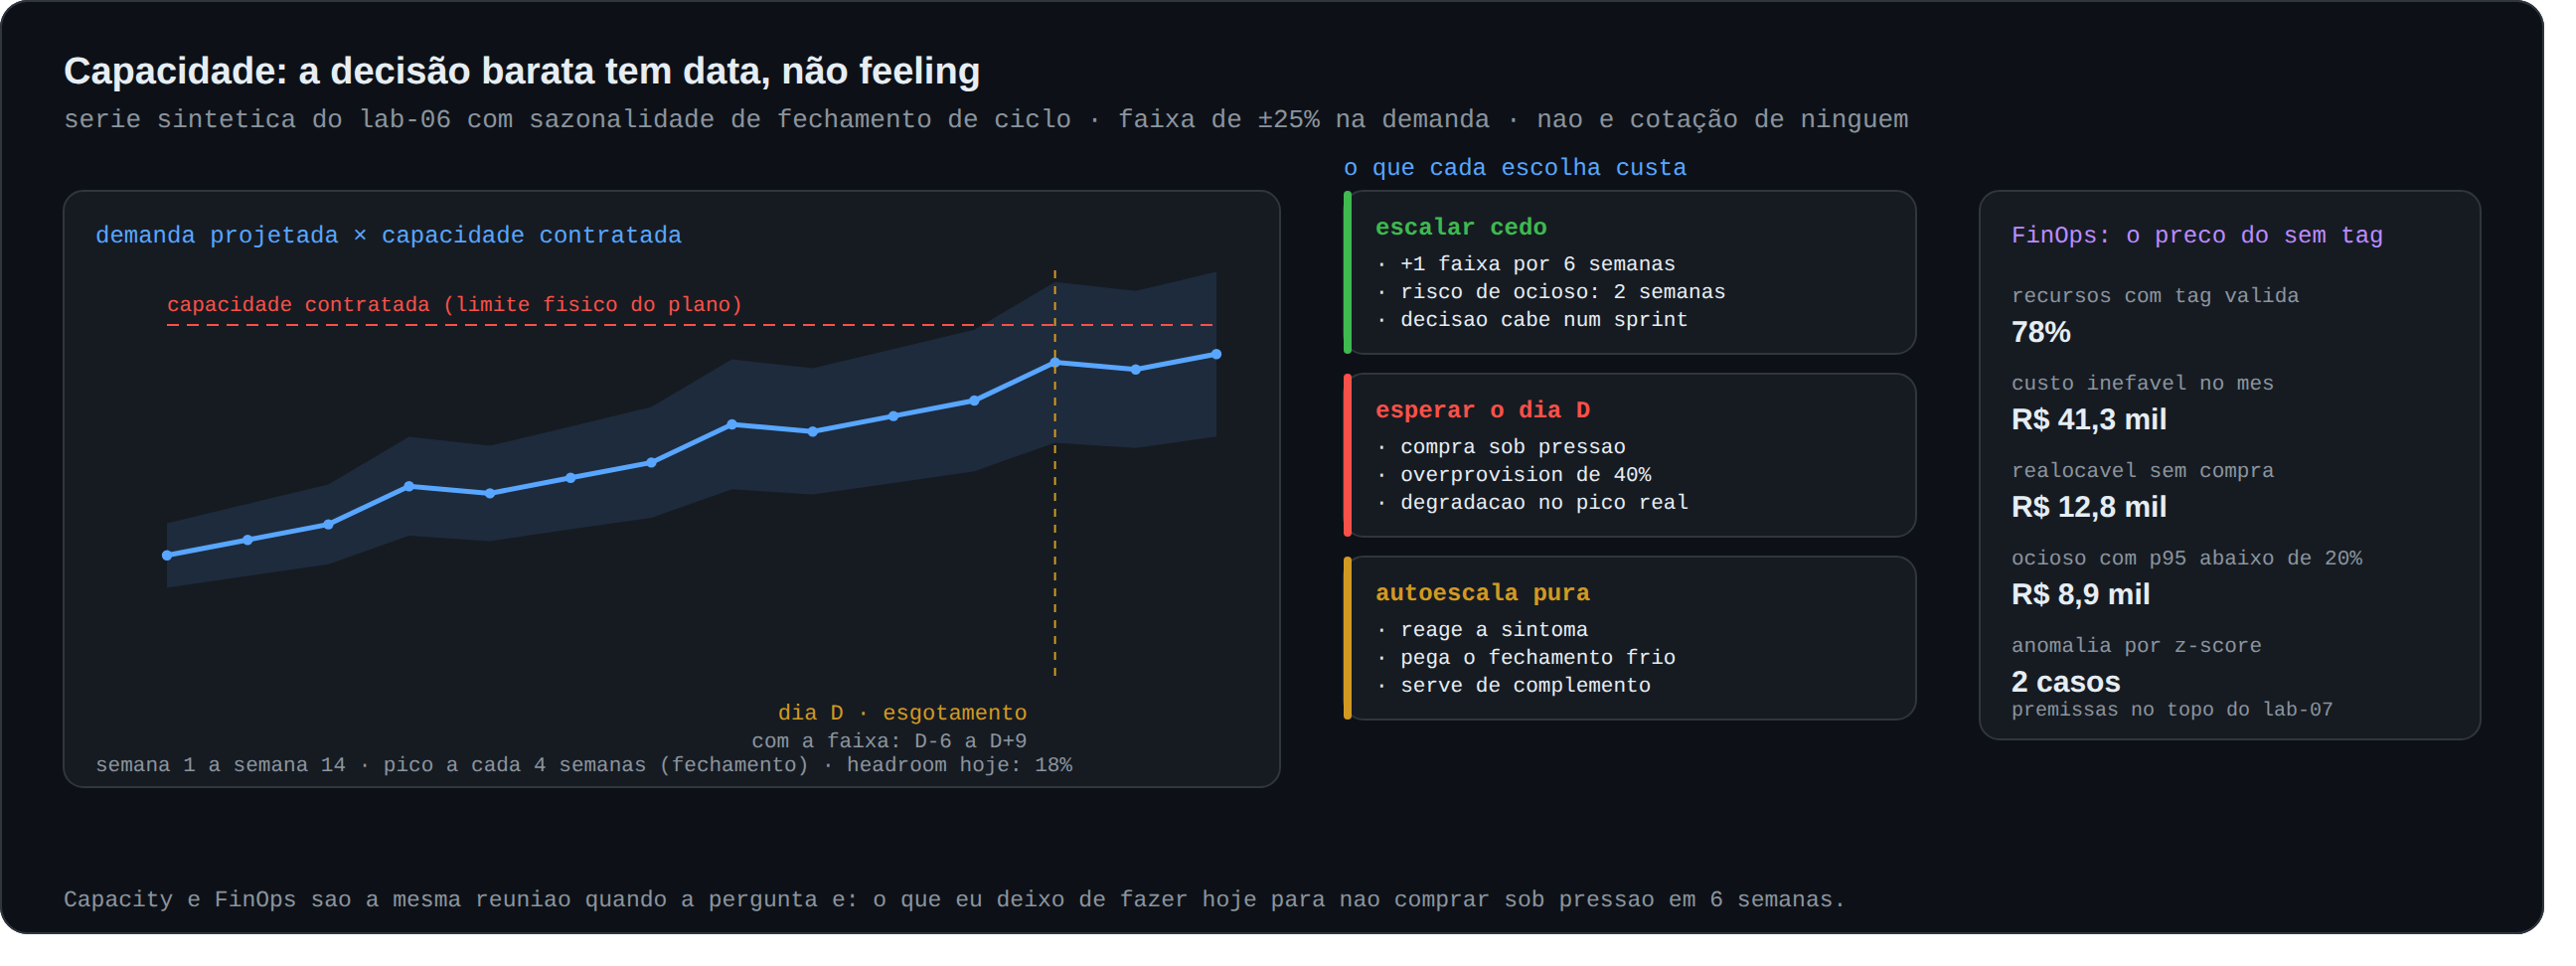 Capacidade: a decisão barata tem data, não feeling
serie sintetica do lab-06 com sazonalidade de fechamento de ciclo · faixa de ±25% na demanda · nao e cotação de ninguem
demanda projetada × capacidade contratada
capacidade contratada (limite fisico do plano)
dia D · esgotamento
com a faixa: D-6 a D+9
semana 1 a semana 14 · pico a cada 4 semanas (fechamento) · headroom hoje: 18%
o que cada escolha custa
escalar cedo
· +1 faixa por 6 semanas
· risco de ocioso: 2 semanas
· decisao cabe num sprint
esperar o dia D
· compra sob pressao
· overprovision de 40%
· degradacao no pico real
autoescala pura
· reage a sintoma
· pega o fechamento frio
· serve de complemento
FinOps: o preco do sem tag
recursos com tag valida
78%
custo inefavel no mes
R$ 41,3 mil
realocavel sem compra
R$ 12,8 mil
ocioso com p95 abaixo de 20%
R$ 8,9 mil
anomalia por z-score
2 casos
premissas no topo do lab-07
Capacity e FinOps sao a mesma reuniao quando a pergunta e: o que eu deixo de fazer hoje para nao comprar sob pressao em 6 semanas.